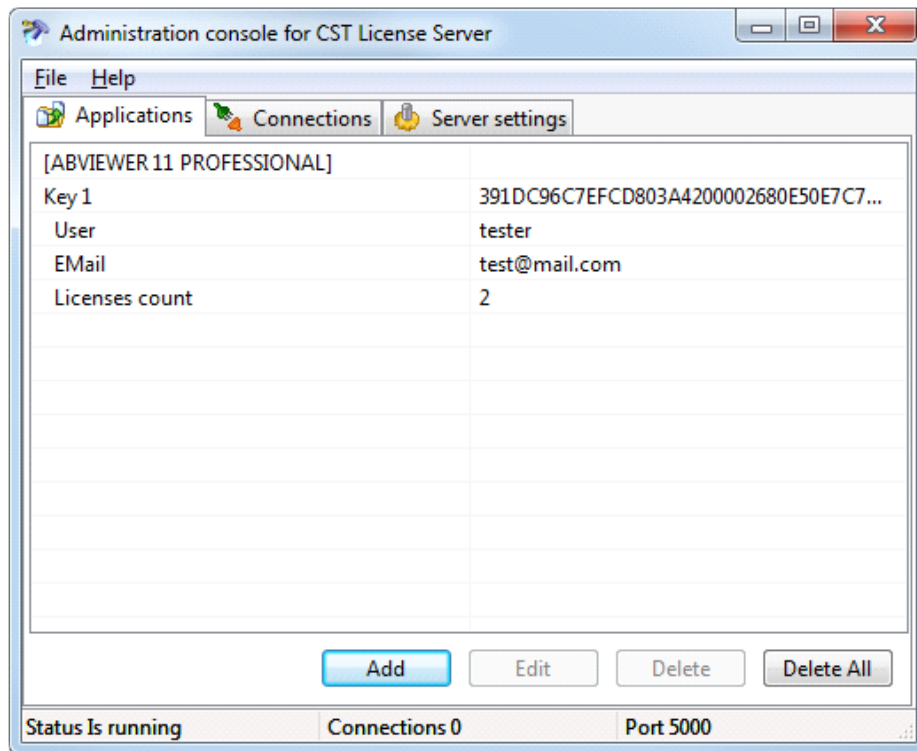 Administration console for CST License Server
File Help
Applications Connections Server settings
[ABVIEWER 11 PROFESSIONAL]
Key 1 391DC96C7EFCD803A4200002680E50E7C7...
User tester
EMail test@mail.com
Licenses count 2
Add Edit Delete Delete All
Status Is running Connections 0 Port 5000